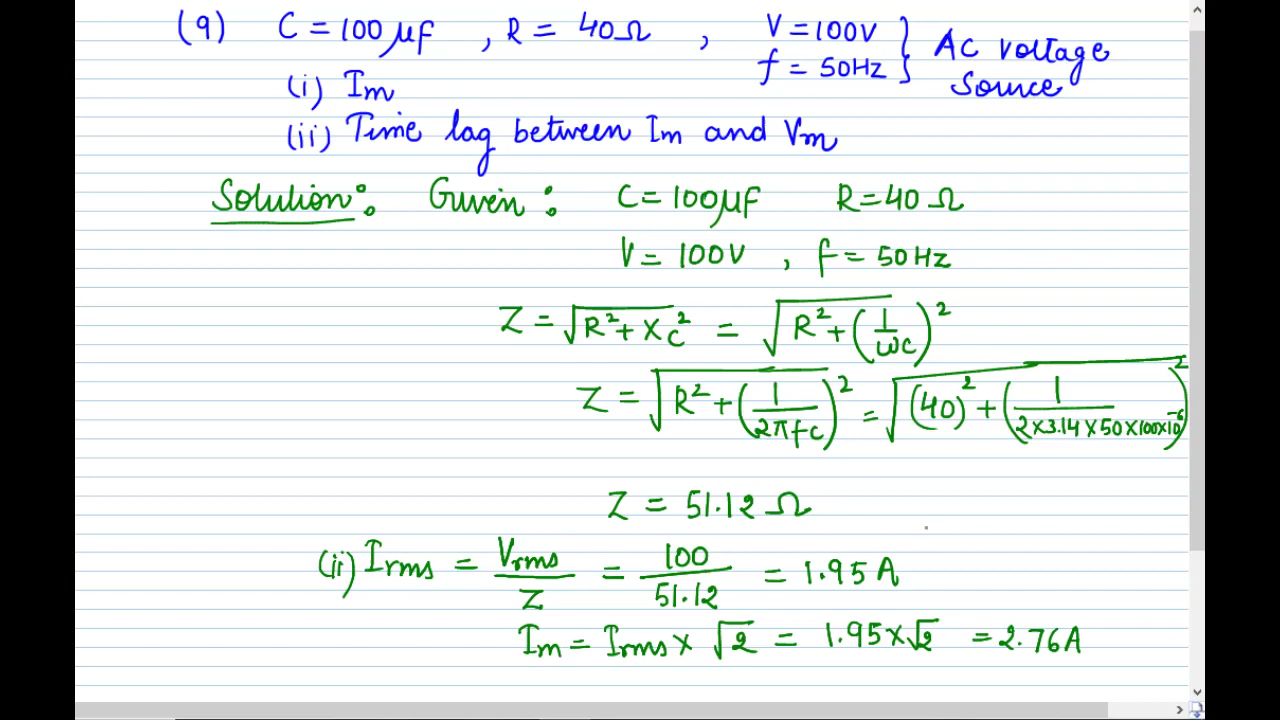 (9) C = 100 μf , R = 40Ω , V = 100V
f = 50Hz } AC voltage Source
(i) Im
(ii) Time lag between Im and Vm
Solution: Given: C = 100μf R = 40 Ω
V = 100V , f = 50Hz
Z = √(R² + Xc²) = √(R² + (1/ωc)²)
Z = √(R² + (1/2πfc)²) = √((40)² + (1/2×3.14×50×100×10⁻⁶)²)
Z = 51.12 Ω
(ii) Irms = Vrms/Z = 100/51.12 = 1.95 A
Im = Irms × √2 = 1.95×√2 = 2.76A